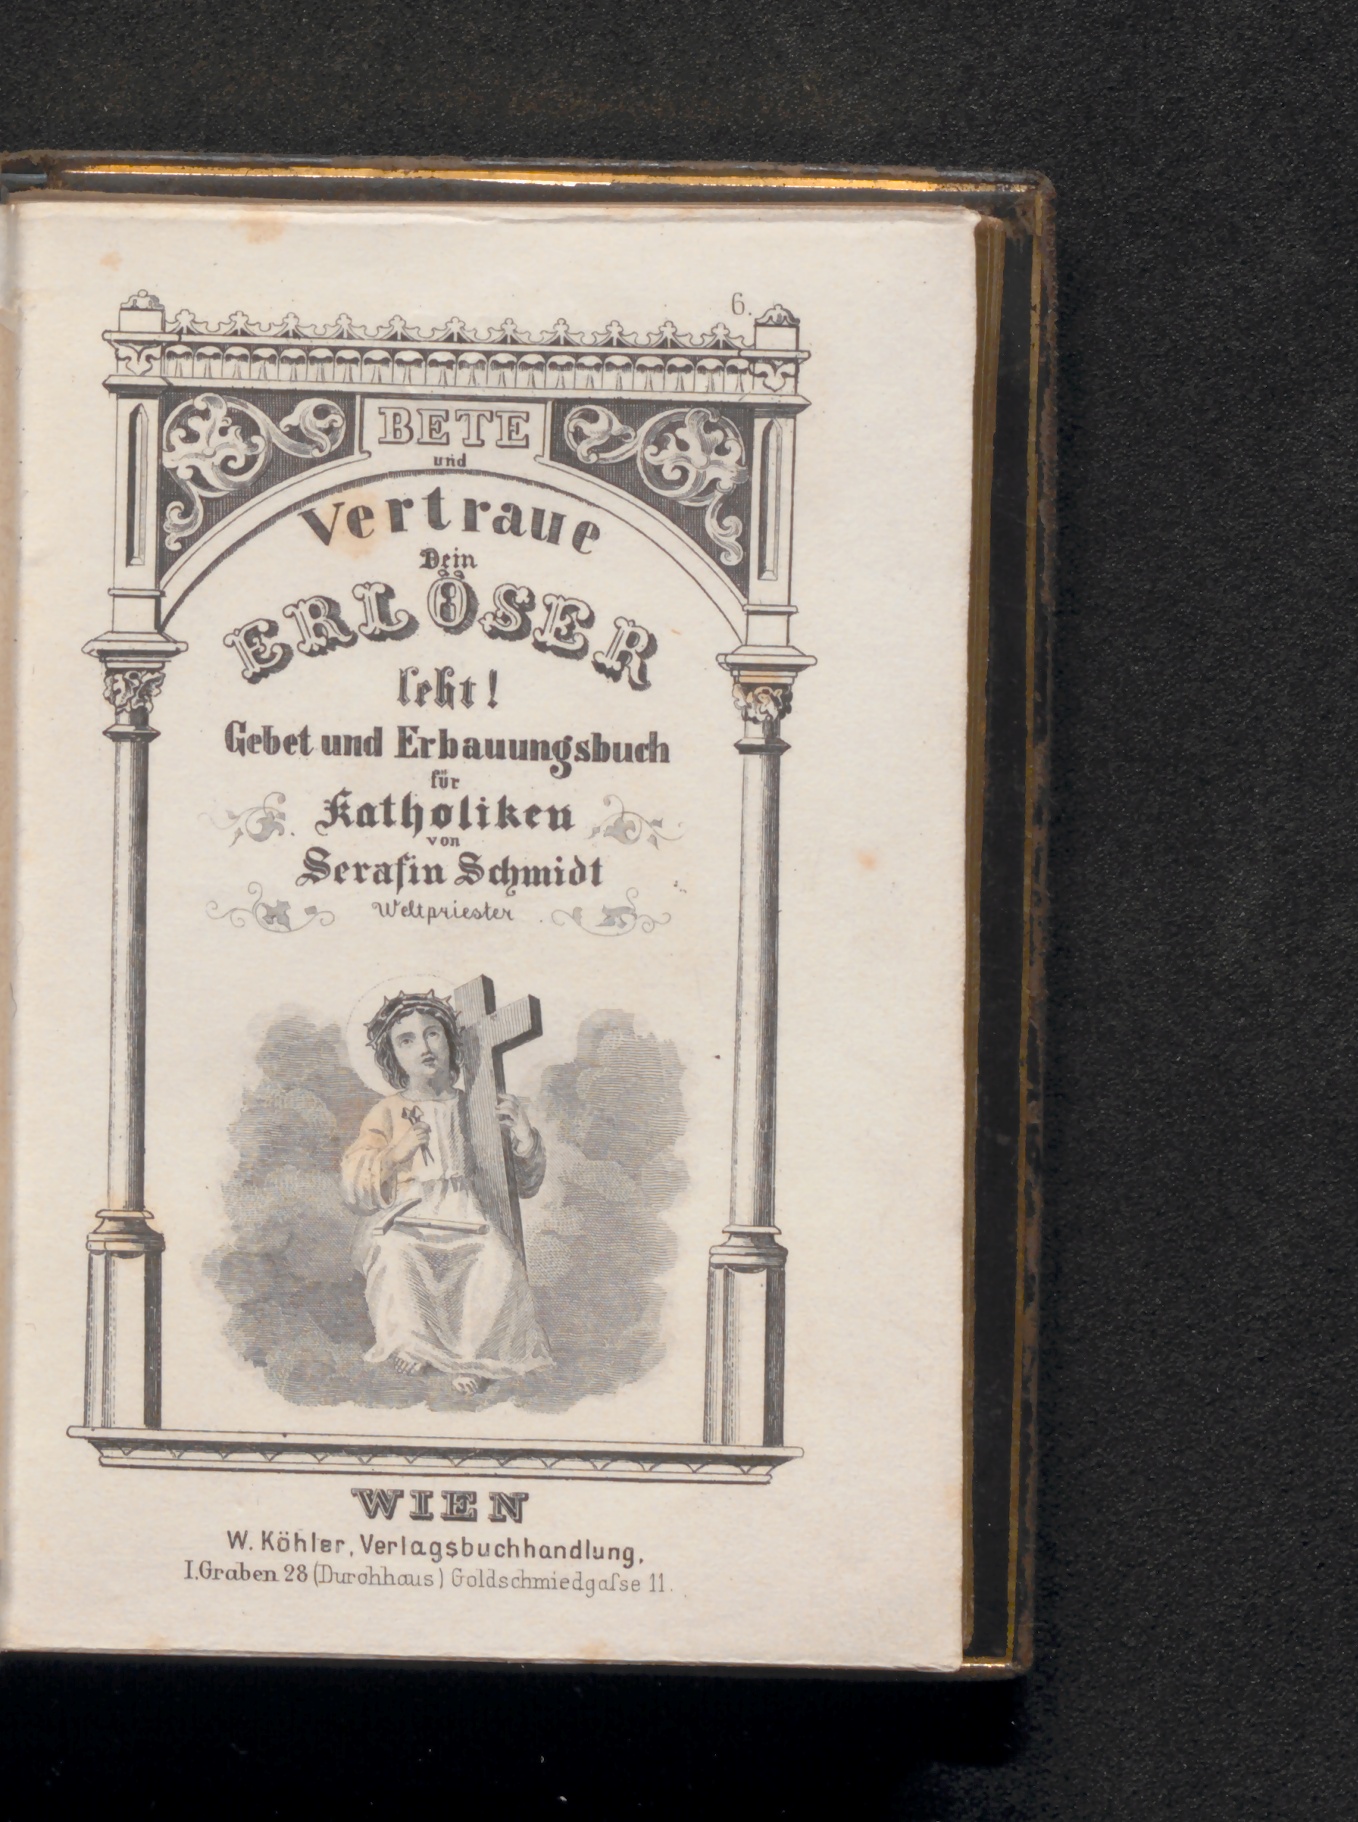 6.
BETE
und
Vertraue
Dein
ERLÖSER
lebt!
Gebet und Erbauungsbuch
für
Katholiken
von
Serafin Schmidt
Weltpriester
WIEN
W. Köhler, Verlagsbuchhandlung,
I. Graben 28 (Durchhaus) Goldschmiedgaſse 11.